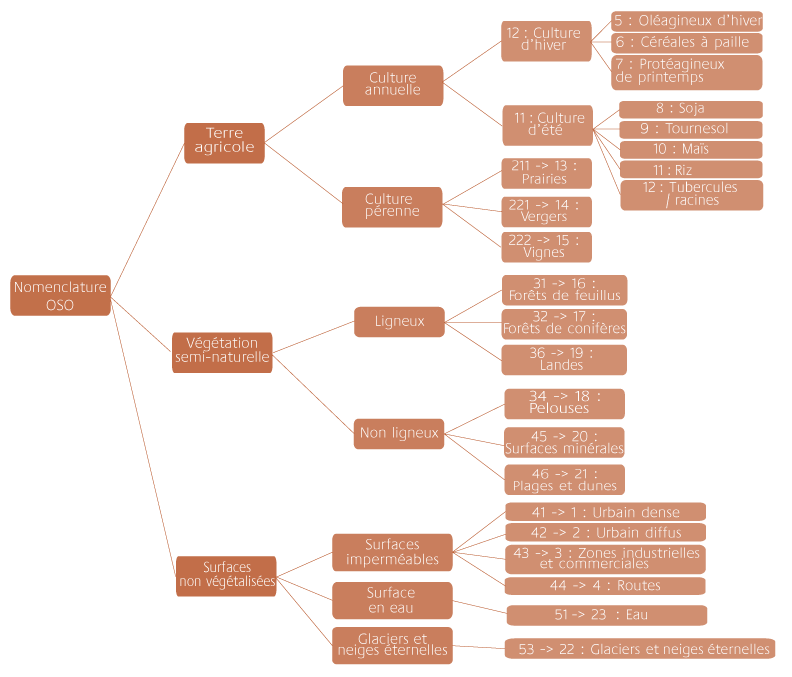 Nomenclature
OSO
Terre
agricole
Culture
annuelle
12 : Culture
d'hiver
5 : Oléagineux d'hiver
6 : Céréales à paille
7 : Protéagineux
de printemps
11 : Culture
d'été
8 : Soja
9 : Tournesol
10 : Maïs
11 : Riz
12 : Tubercules
/ racines
Culture
pérenne
211 -> 13 :
Prairies
221 -> 14 :
Vergers
222 -> 15 :
Vignes
Végétation
semi-naturelle
Ligneux
31 -> 16 :
Forêts de feuillus
32 -> 17 :
Forêts de conifères
36 -> 19 :
Landes
Non ligneux
34 -> 18 :
Pelouses
45 -> 20 :
Surfaces minérales
46 -> 21 :
Plages et dunes
Surfaces
non végétalisées
Surfaces
imperméables
41 -> 1 : Urbain dense
42 -> 2 : Urbain diffus
43 -> 3 : Zones industrielles
et commerciales
44 -> 4 : Routes
Surface
en eau
51 -> 23 : Eau
Glaciers et
neiges éternelles
53 -> 22 : Glaciers et neiges éternelles